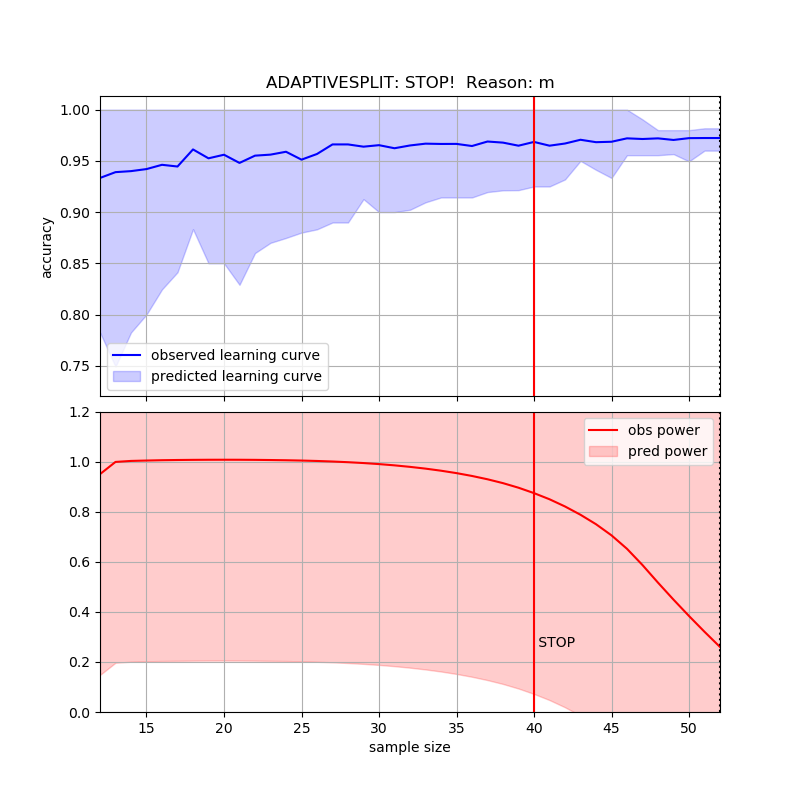 ADAPTIVESPLIT: STOP!  Reason: m
1.00
0.95
0.90
0.85
0.80
0.75
accuracy
observed learning curve
predicted learning curve
1.2
1.0
0.8
0.6
0.4
0.2
0.0
obs power
pred power
STOP
15 20 25 30 35 40 45 50
sample size